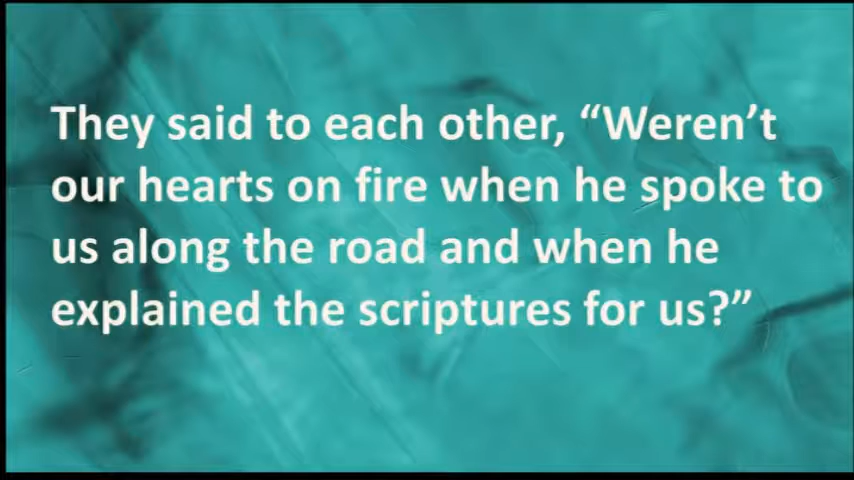 They said to each other, “Weren’t
our hearts on fire when he spoke to
us along the road and when he
explained the scriptures for us?”